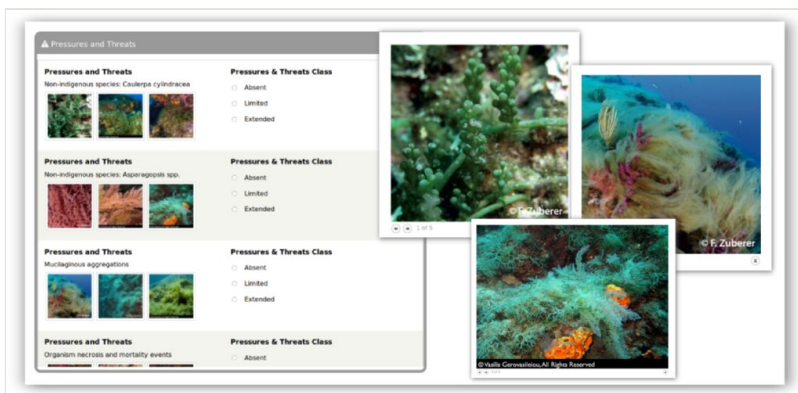 Pressures and Threats
Pressures and Threats
Pressures & Threats Class
Non-indigenous species: Caulerpa cylindracea
Absent
Limited
Extended
Pressures and Threats
Pressures & Threats Class
Non-indigenous species: Asparagopsis spp.
Absent
Limited
Extended
Pressures and Threats
Pressures & Threats Class
Mucilaginous aggregations
Absent
Limited
Extended
Pressures and Threats
Pressures & Threats Class
Organism necrosis and mortality events
Absent
© F. Zuberer
1 of 5
© F. Zuberer
©Vasilis Gerovasileiou, All Rights Reserved